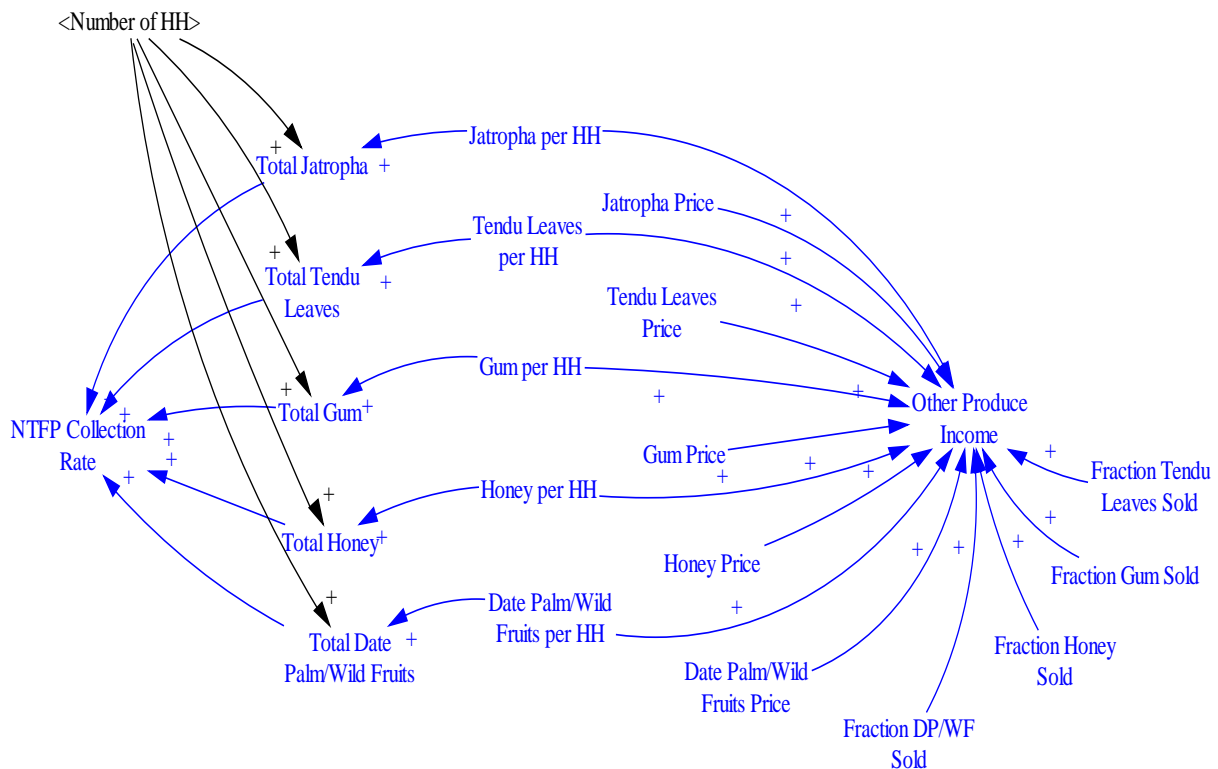 <Number of HH>
Jatropha per HH
Total Jatropha
Jatropha Price
Tendu Leaves
per HH
Total Tendu
Leaves
Tendu Leaves
Price
Gum per HH
Total Gum
Other Produce
Income
NTFP Collection
Rate
Gum Price
Fraction Tendu
Leaves Sold
Honey per HH
Total Honey
Honey Price
Fraction Gum Sold
Date Palm/Wild
Fruits per HH
Total Date
Palm/Wild Fruits
Fraction Honey
Sold
Date Palm/Wild
Fruits Price
Fraction DP/WF
Sold